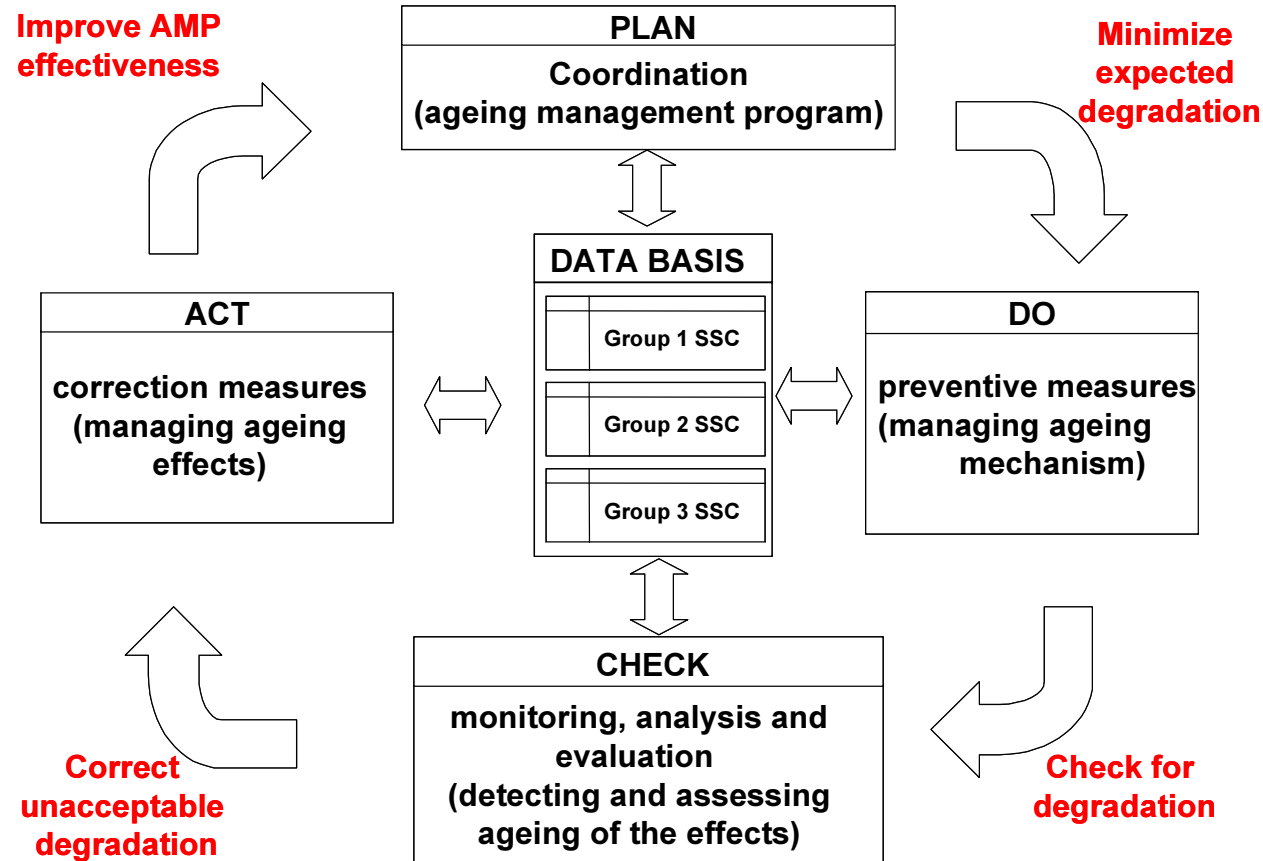 Improve AMP
effectiveness
PLAN
Coordination
(ageing management program)
Minimize
expected
degradation
DATA BASIS
Group 1 SSC
Group 2 SSC
Group 3 SSC
ACT
correction measures
(managing ageing
effects)
DO
preventive measures
(managing ageing
mechanism)
CHECK
monitoring, analysis and
evaluation
(detecting and assessing
ageing of the effects)
Correct
unacceptable
degradation
Check for
degradation